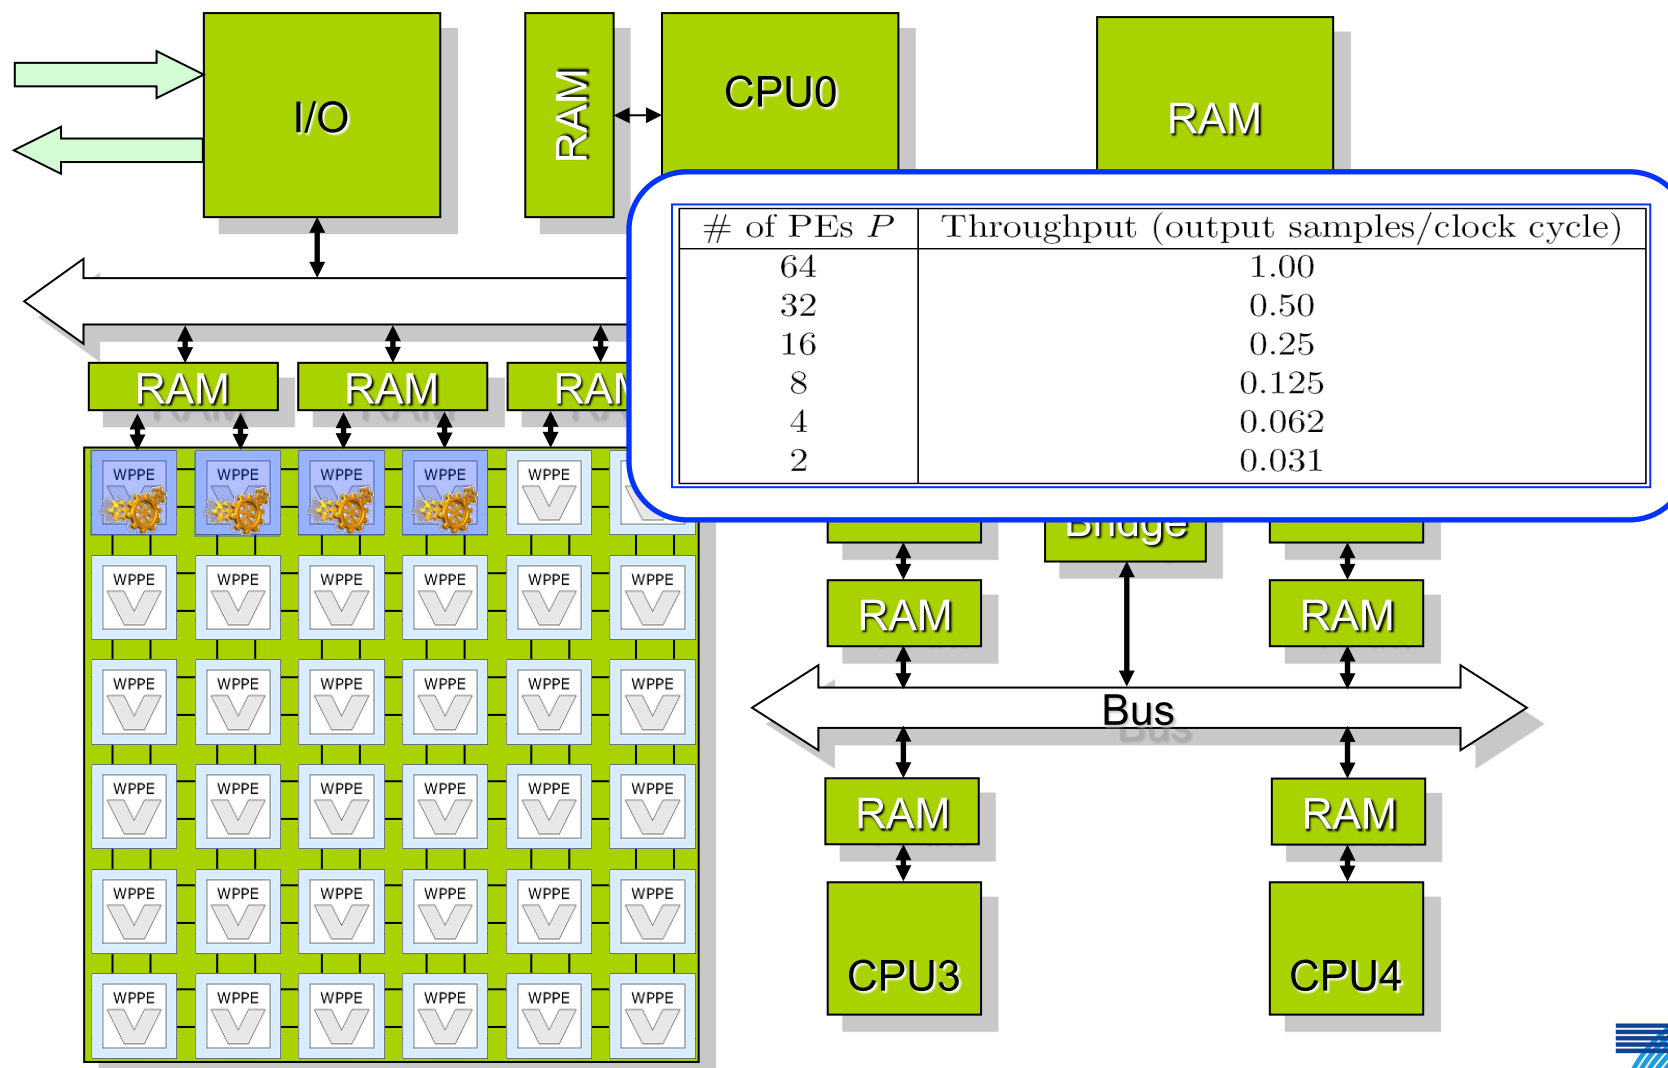 I/O
RAM
CPU0
RAM
# of PEs P Throughput (output samples/clock cycle)
64 1.00
32 0.50
16 0.25
8 0.125
4 0.062
2 0.031
RAM RAM RAM
WPPE WPPE WPPE WPPE WPPE
Bridge
WPPE WPPE WPPE WPPE WPPE WPPE
RAM RAM
WPPE WPPE WPPE WPPE WPPE WPPE
Bus
WPPE WPPE WPPE WPPE WPPE WPPE
RAM RAM
WPPE WPPE WPPE WPPE WPPE WPPE
CPU3 CPU4
WPPE WPPE WPPE WPPE WPPE WPPE